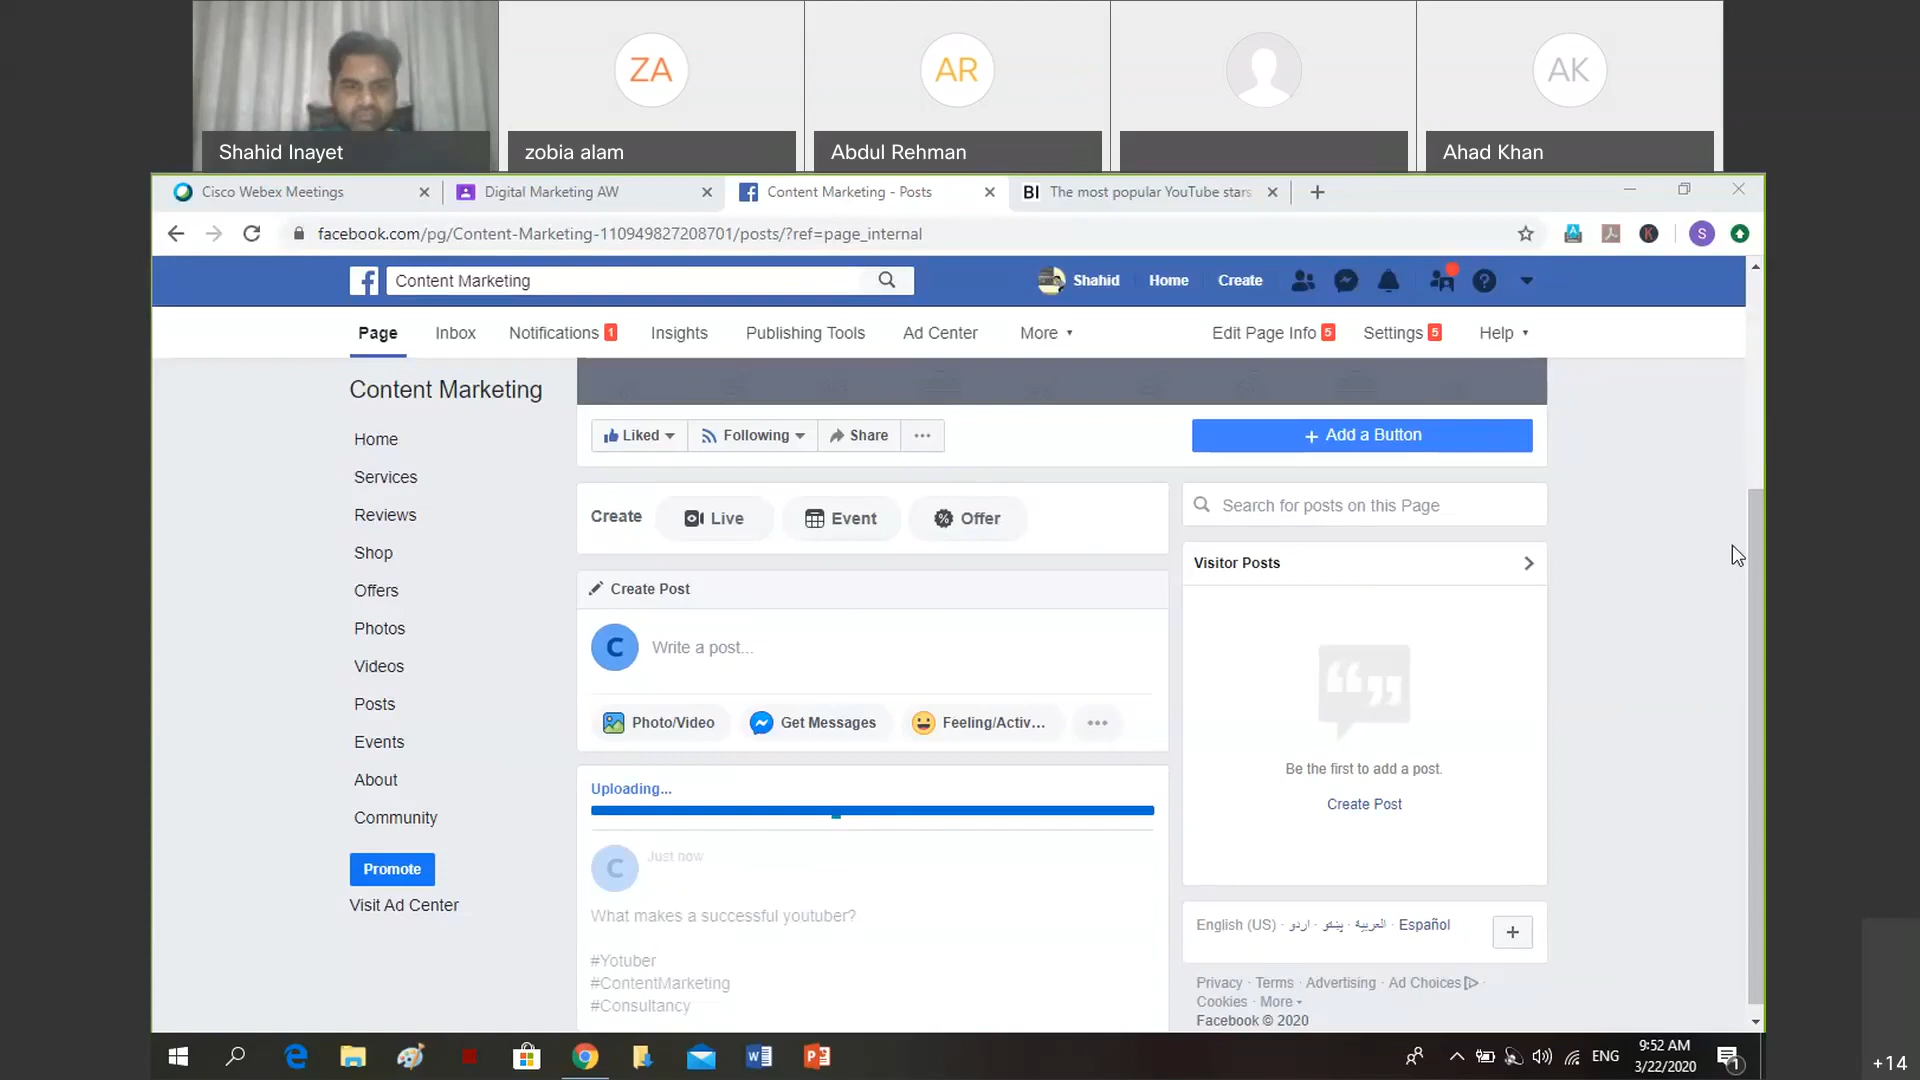 ZA
AR
AK
Shahid Inayet
zobia alam
Abdul Rehman
Ahad Khan
Cisco Webex Meetings
Digital Marketing AW
Content Marketing - Posts
BI The most popular YouTube stars
facebook.com/pg/Content-Marketing-110949827208701/posts/?ref=page_internal
K
S
Content Marketing
Shahid
Home
Create
Page
Inbox
Notifications 1
Insights
Publishing Tools
Ad Center
More
Edit Page Info 5
Settings 5
Help
Content Marketing
Home
Services
Reviews
Shop
Offers
Photos
Videos
Posts
Events
About
Community
Promote
Visit Ad Center
Liked
Following
Share
+ Add a Button
Create
Live
Event
Offer
Create Post
C
Write a post...
Photo/Video
Get Messages
Feeling/Activ...
Uploading...
C
Just now
What makes a successful youtuber?
#Yotuber
#ContentMarketing
#Consultancy
Search for posts on this Page
Visitor Posts
Be the first to add a post.
Create Post
English (US) · اردو · پښتو · العربية · Español
Privacy · Terms · Advertising · Ad Choices ·
Cookies · More
Facebook © 2020
ENG
9:52 AM
3/22/2020
1
+14